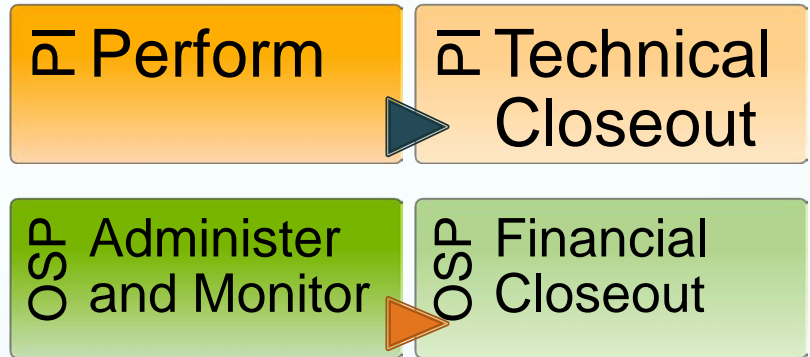 PI Perform
PI Technical
Closeout
OSP Administer
and Monitor
OSP Financial
Closeout